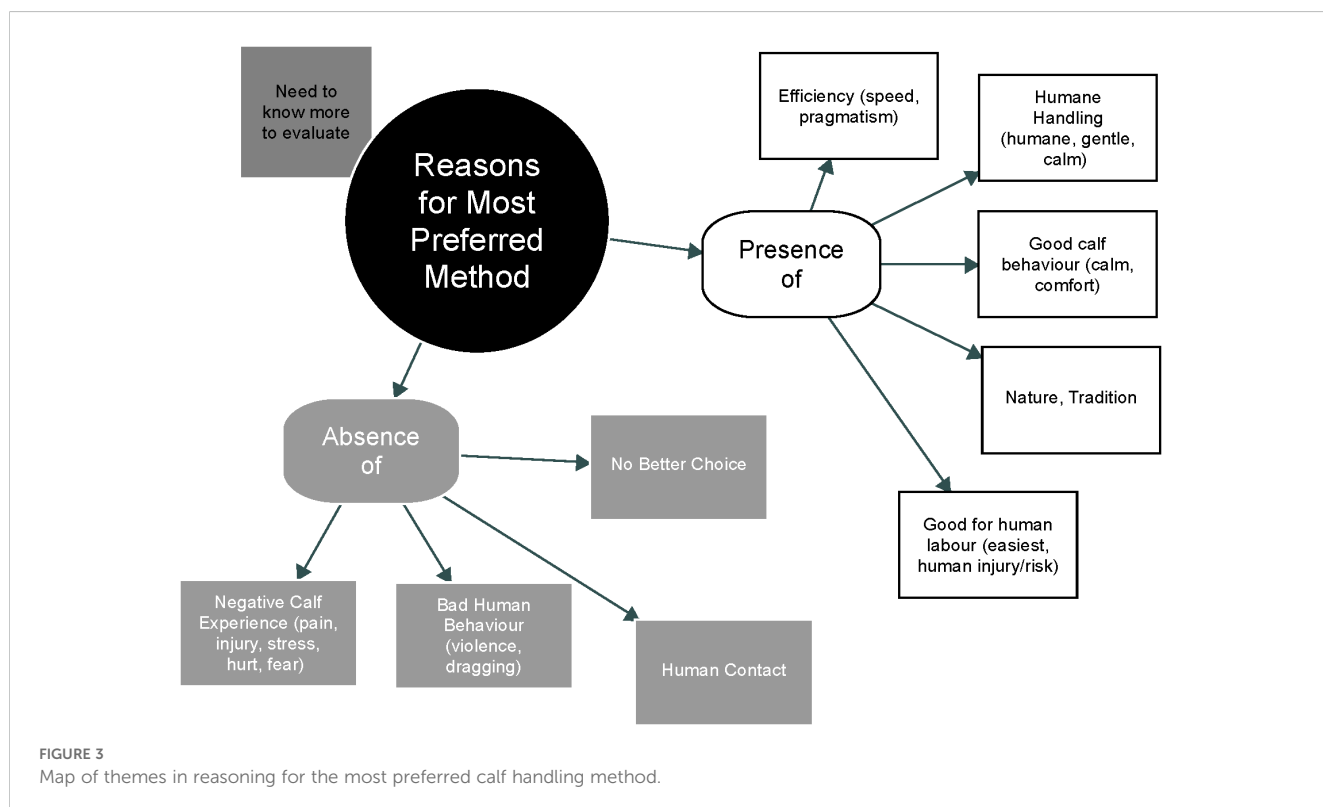 Need to
know more
to evaluate
Reasons
for Most
Preferred
Method
Efficiency (speed,
pragmatism)
Humane
Handling
(humane, gentle,
calm)
Presence
of
Good calf
behaviour (calm,
comfort)
Nature, Tradition
Good for human
labour (easiest,
human injury/risk)
Absence
of
No Better Choice
Negative Calf
Experience (pain,
injury, stress,
hurt, fear)
Bad Human
Behaviour
(violence,
dragging)
Human Contact
FIGURE 3
Map of themes in reasoning for the most preferred calf handling method.